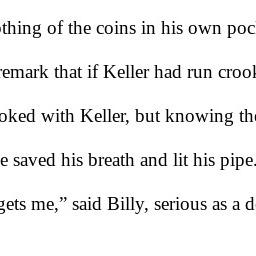 thing of the coins in his own poc
remark that if Keller had run crook
oked with Keller, but knowing the
e saved his breath and lit his pipe.
gets me,” said Billy, serious as a d